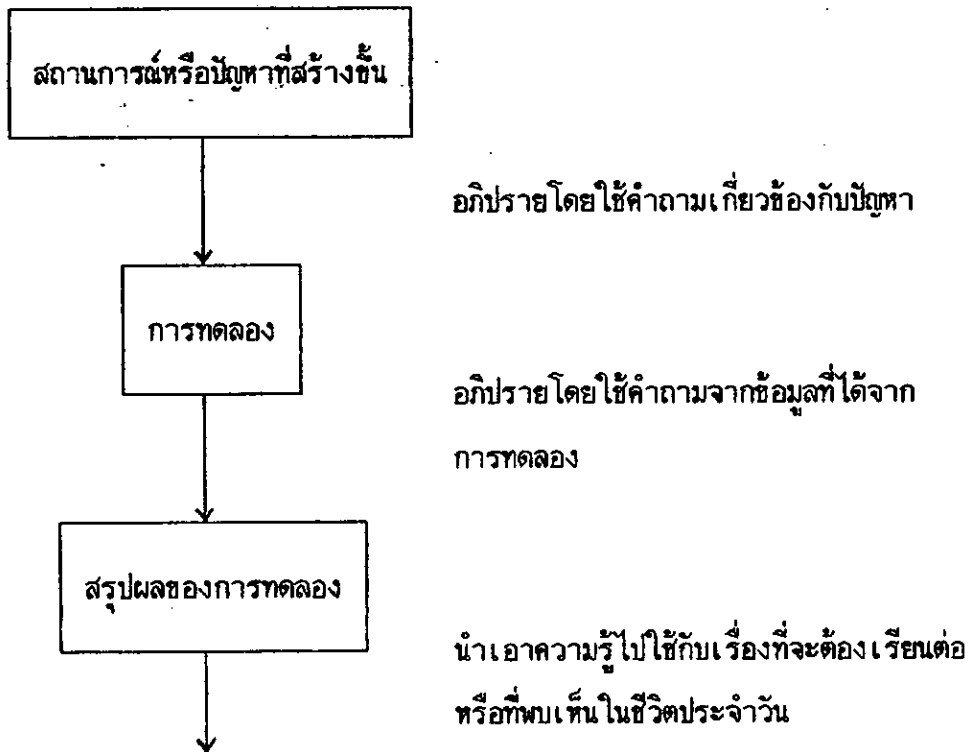 สถานการณ์หรือปัญหาที่สร้างขึ้น
อภิปรายโดยใช้คำถามเกี่ยวข้องกับปัญหา
การทดลอง
อภิปรายโดยใช้คำถามจากข้อมูลที่ได้จาก
การทดลอง
สรุปผลของการทดลอง
นำเอาความรู้ไปใช้กับเรื่องที่จะต้องเรียนต่อ
หรือที่พบเห็นในชีวิตประจำวัน